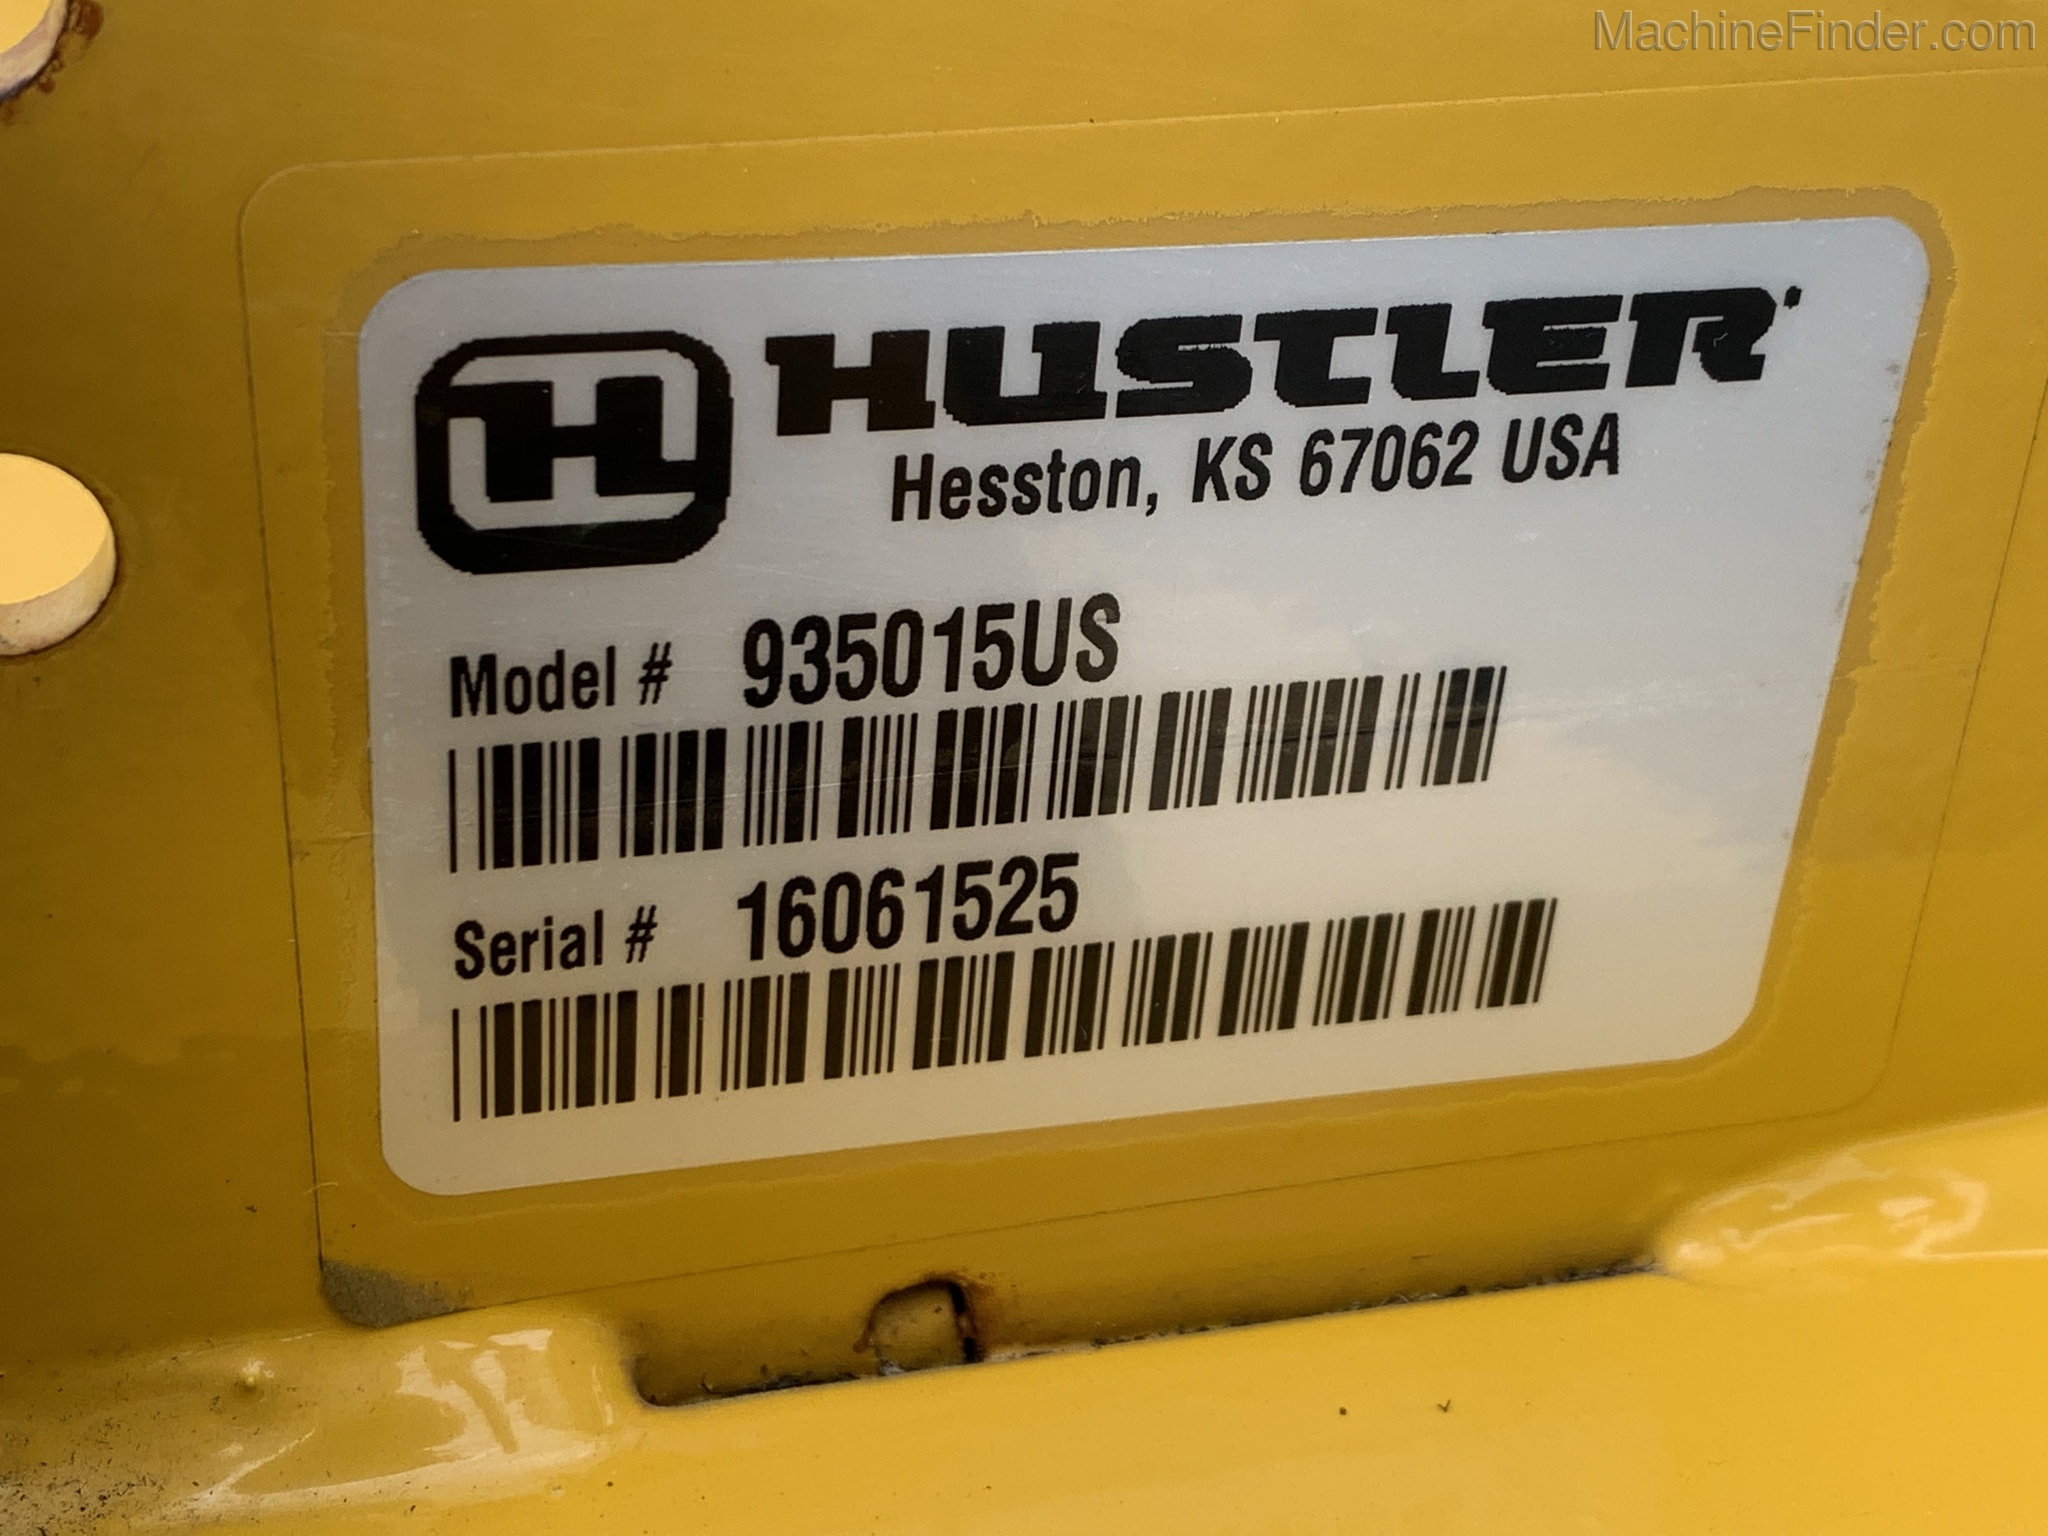 MachineFinder.com
H HUSTLER
Hesston, KS 67062 USA
Model # 935015US
Serial # 16061525